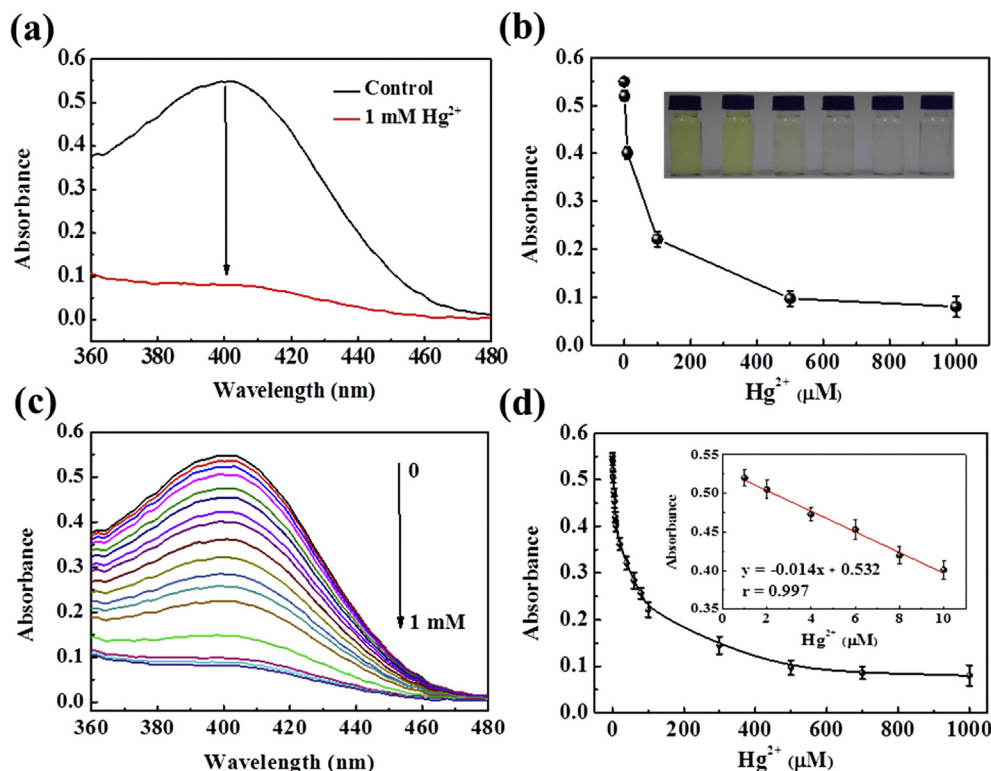 (a)
0.6
0.5
0.4
0.3
0.2
0.1
0.0
Absorbance
Control
1 mM Hg²⁺
360 380 400 420 440 460 480
Wavelength (nm)
(b)
0.6
0.5
0.4
0.3
0.2
0.1
0.0
Absorbance
0 200 400 600 800 1000
Hg²⁺ (μM)
(c)
0.6
0.5
0.4
0.3
0.2
0.1
0.0
Absorbance
0
1 mM
360 380 400 420 440 460 480
Wavelength (nm)
(d)
0.6
0.5
0.4
0.3
0.2
0.1
0.0
Absorbance
0.55
0.50
0.45
0.40
0.35
Absorbance
y = -0.014x + 0.532
r = 0.997
0 2 4 6 8 10
Hg²⁺ (μM)
0 200 400 600 800 1000
Hg²⁺ (μM)